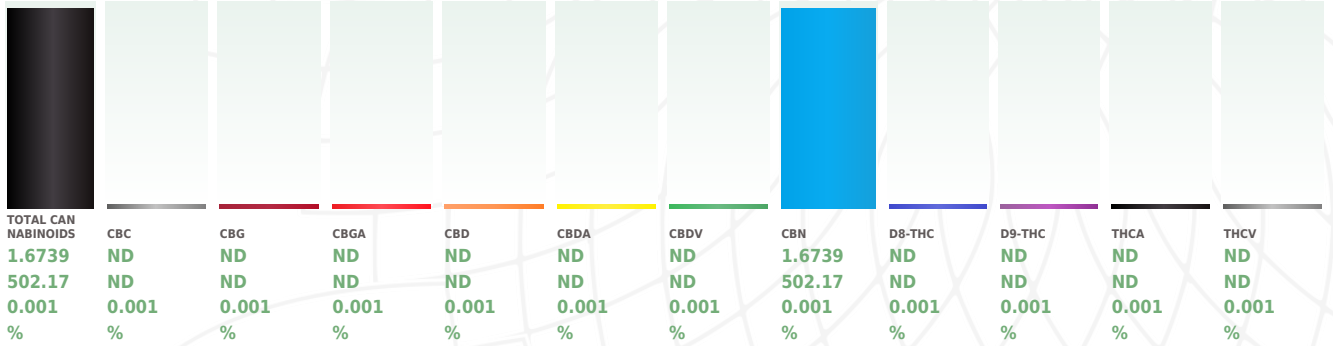 TOTAL CAN
NABINOIDS CBC CBG CBGA CBD CBDA CBDV CBN D8-THC D9-THC THCA THCV
1.6739 ND ND ND ND ND ND 1.6739 ND ND ND ND
502.17 ND ND ND ND ND ND 502.17 ND ND ND ND
0.001 0.001 0.001 0.001 0.001 0.001 0.001 0.001 0.001 0.001 0.001 0.001
% % % % % % % % % % % %